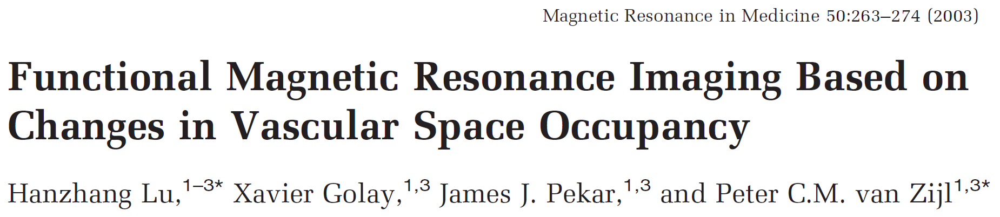 Magnetic Resonance in Medicine 50:263–274 (2003)
Functional Magnetic Resonance Imaging Based on
Changes in Vascular Space Occupancy
Hanzhang Lu,1–3* Xavier Golay,1,3 James J. Pekar,1,3 and Peter C.M. van Zijl1,3*